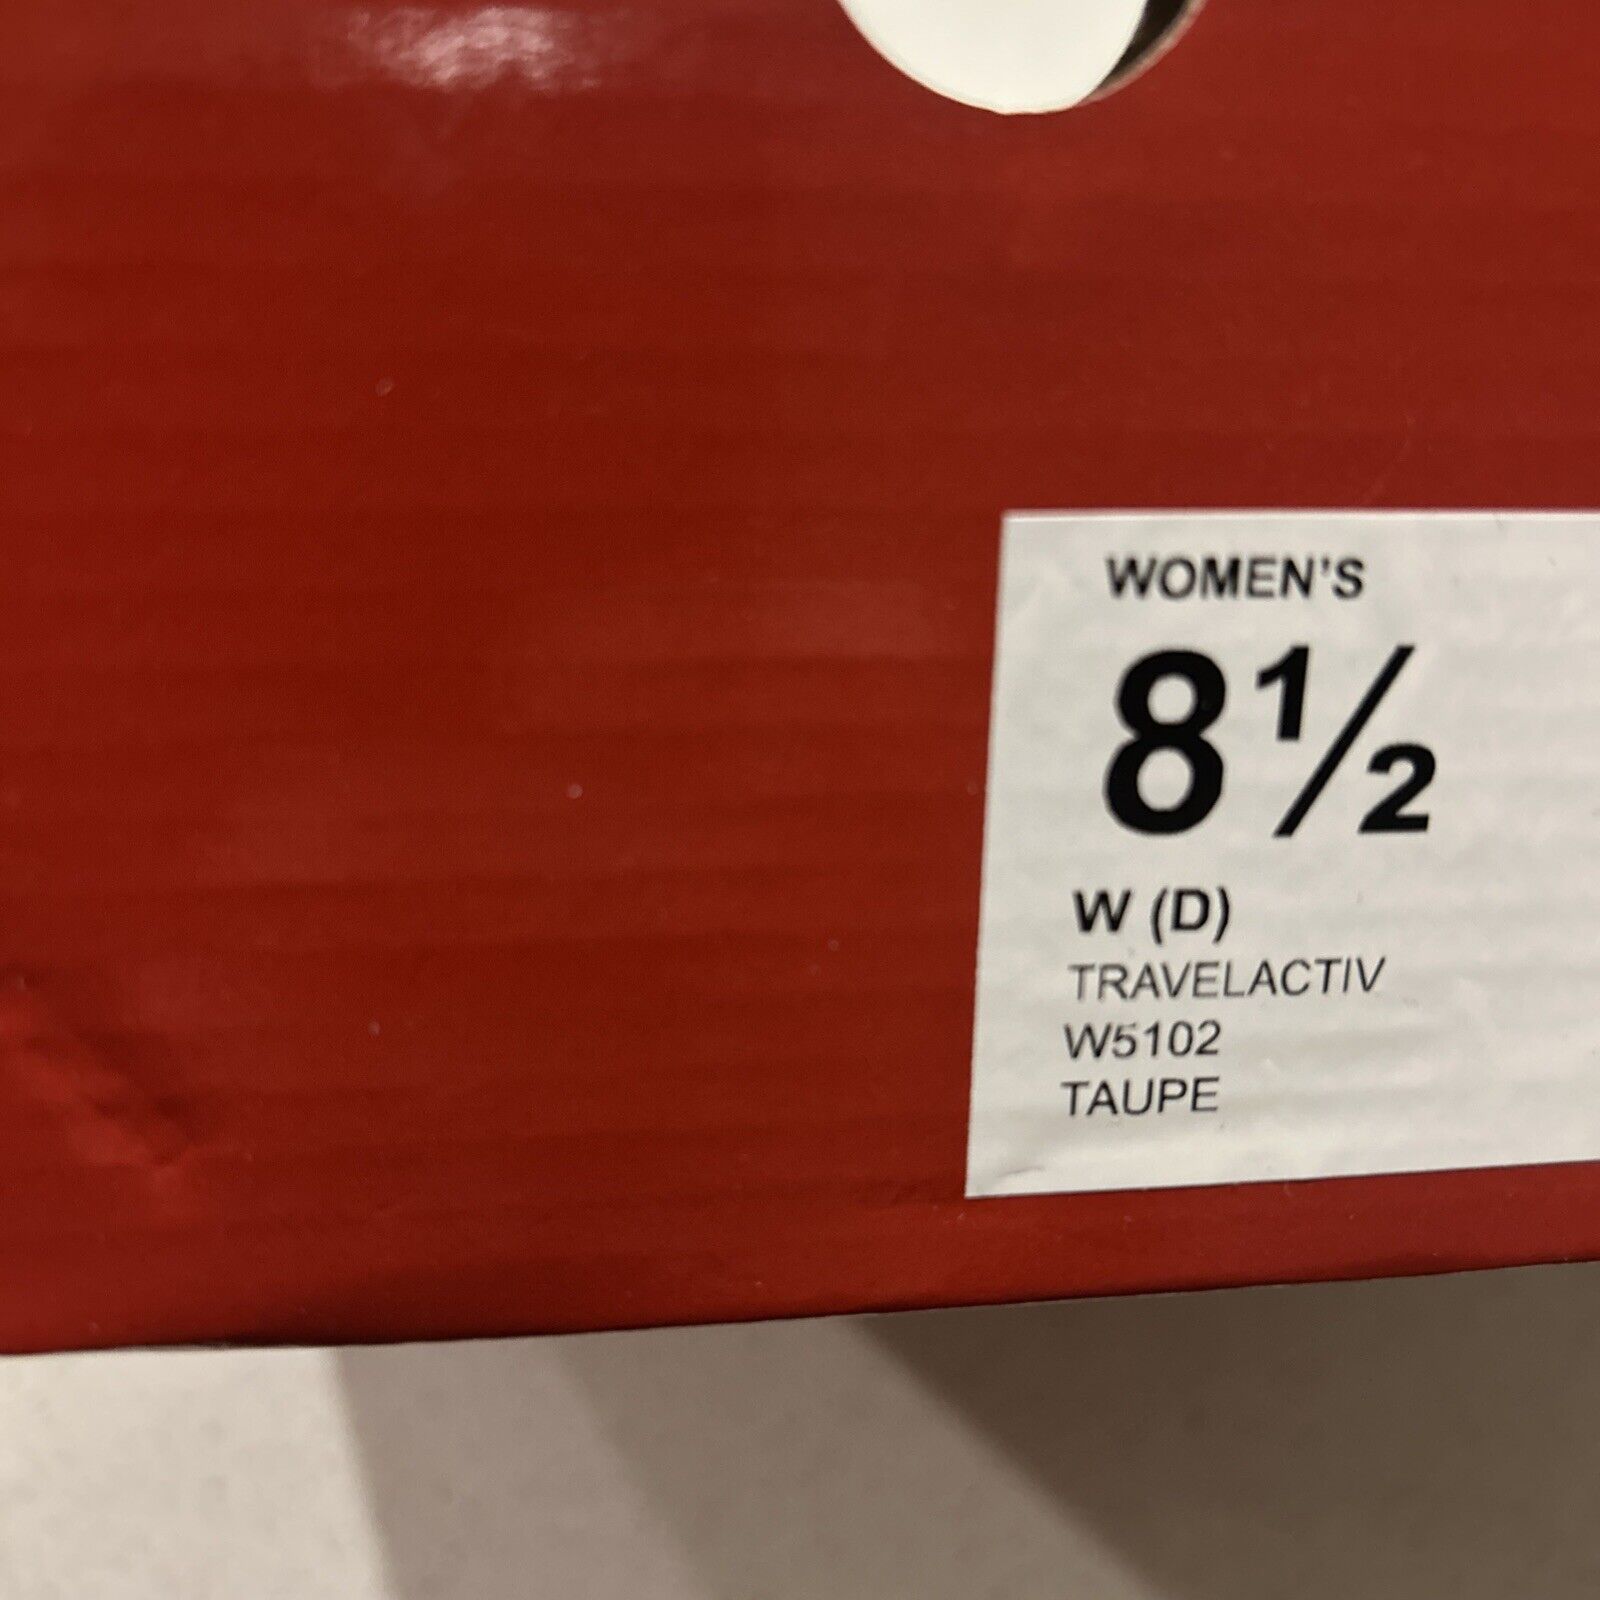 WOMEN'S
8½
W (D)
TRAVELACTIV
W5102
TAUPE